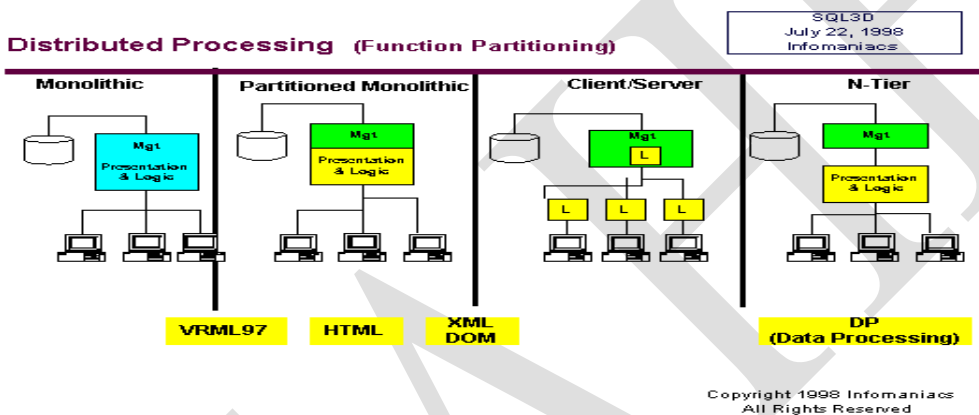 SQL3D
July 22, 1998
Infomaniacs
Distributed Processing (Function Partitioning)
Monolithic
Partitioned Monolithic
Client/Server
N-Tier
Mgt
Presentation
& Logic
Mgt
Presentation
& Logic
Mgt
L
L
L
L
Mgt
Presentation
& Logic
VRML97
HTML
XML
DOM
DP
(Data Processing)
Copyright 1998 Infomaniacs
All Rights Reserved